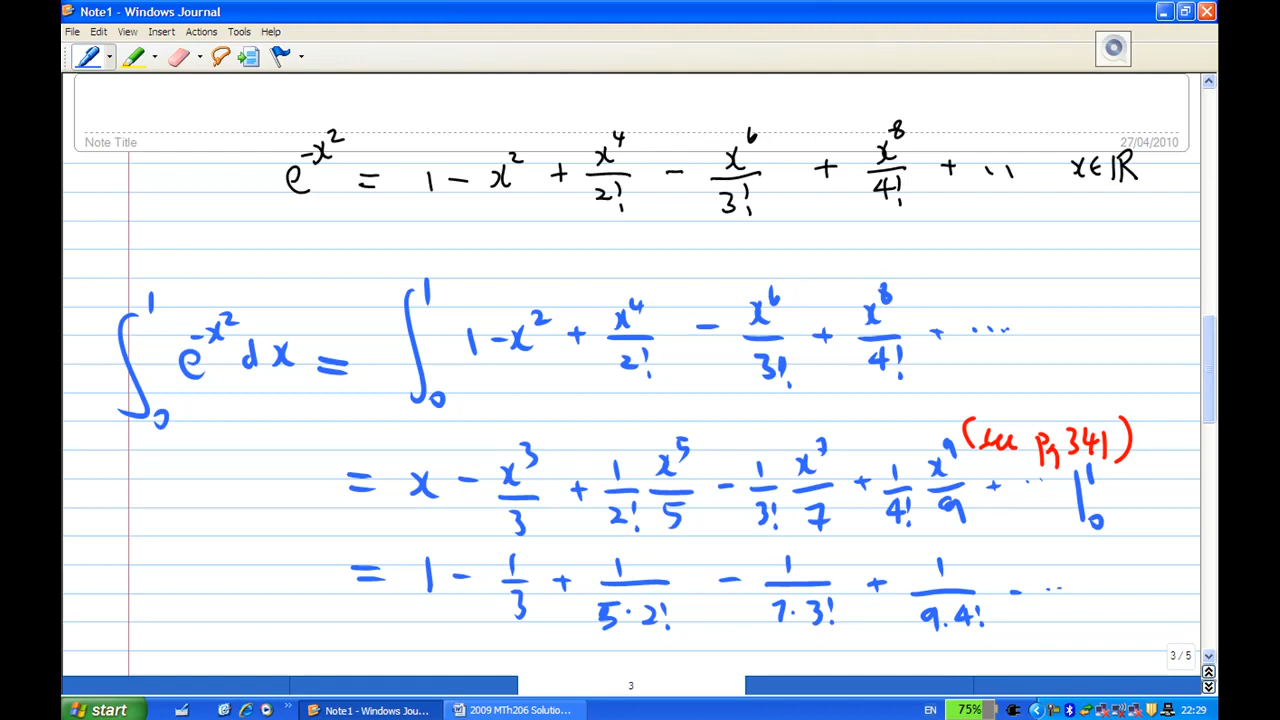 Note1 - Windows Journal
File Edit View Insert Actions Tools Help
Note Title
27/04/2010
e^{-x^2} = 1 - x^2 + x^4/2! - x^6/3! + x^8/4! + .. x∈ℝ
∫_0^1 e^{-x^2} dx = ∫_0^1 1 - x^2 + x^4/2! - x^6/3! + x^8/4! + ...
(see Pg 341)
= x - x^3/3 + 1/2! x^5/5 - 1/3! x^7/7 + 1/4! x^9/9 + ... |_0^1
= 1 - 1/3 + 1/(5·2!) - 1/(7·3!) + 1/(9·4!) - ...
3 / 5
3
start
Note1 - Windows Jou...
2009 MTh206 Solutio...
EN
75%
22:29